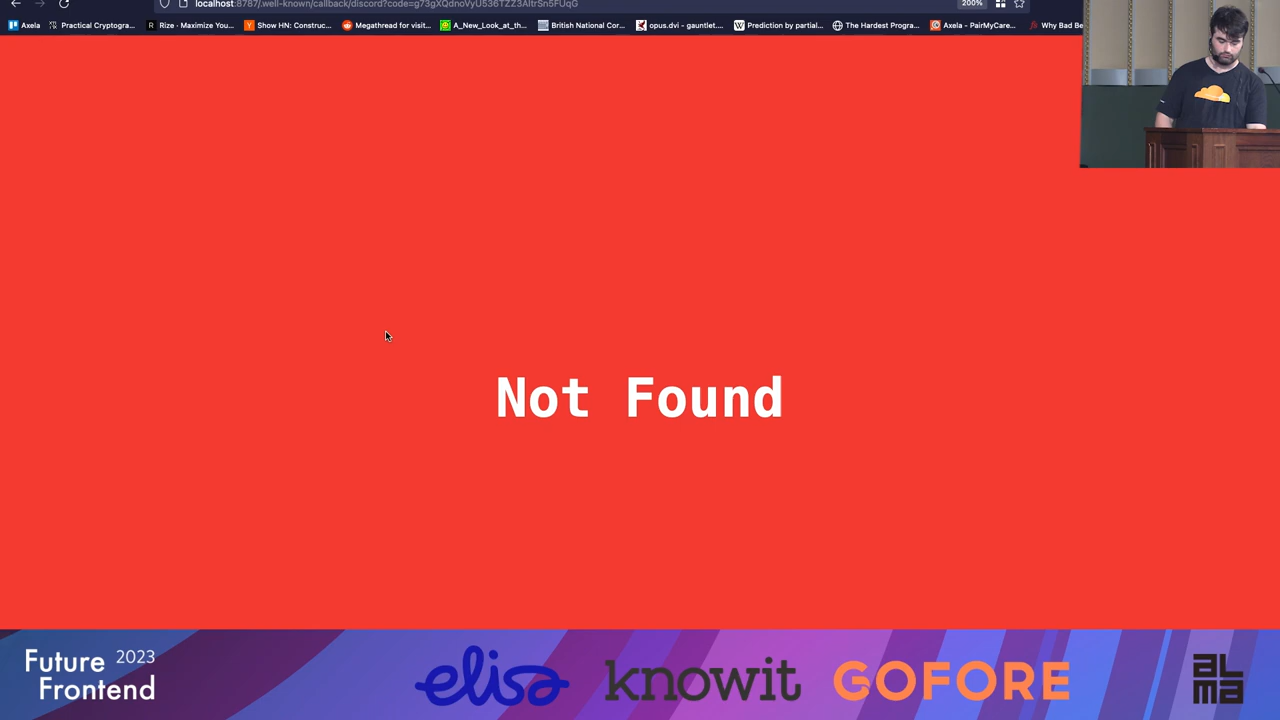 localhost:8787/.well-known/callback/discord?code=g73gXQdnoVyU536TZZ3AltrSn5FUqG
200%
Axela
Practical Cryptogra...
Rize · Maximize You...
Show HN: Construc...
Megathread for visit...
A_New_Look_at_th...
British National Cor...
opus.dvi - gauntlet....
Prediction by partial...
The Hardest Progra...
Axela - PairMyCare...
Why Bad Be
Not Found
Future 2023
Frontend
elisa
knowit
GOFORE
aL
ma